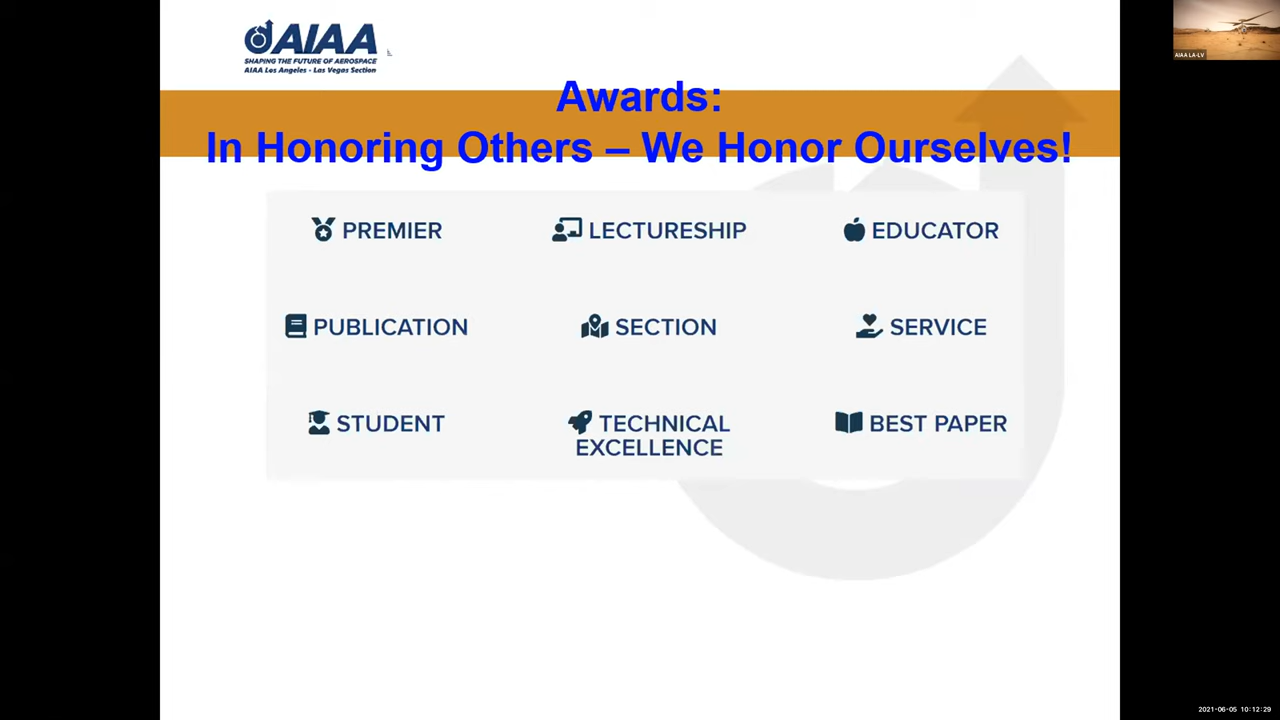 AIAA
SHAPING THE FUTURE OF AEROSPACE
AIAA Los Angeles - Las Vegas Section
AIAA LA-LV
Awards:
In Honoring Others – We Honor Ourselves!
PREMIER
LECTURESHIP
EDUCATOR
PUBLICATION
SECTION
SERVICE
STUDENT
TECHNICAL
EXCELLENCE
BEST PAPER
2021-06-05 10:12:29